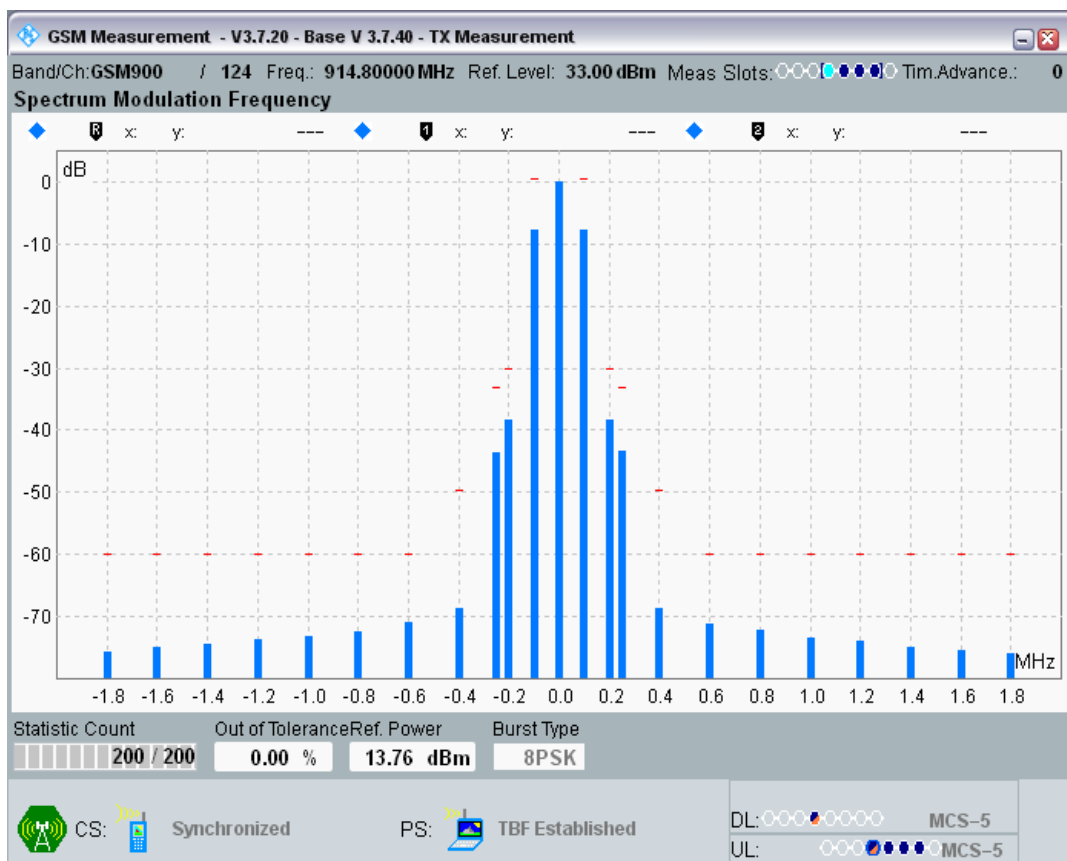 GSM Measurement - V3.7.20 - Base V 3.7.40 - TX Measurement
Band/Ch:GSM900 / 124 Freq.: 914.80000 MHz Ref. Level: 33.00 dBm Meas Slots: Tim.Advance.: 0
Spectrum Modulation Frequency
R x: y: --- 1 x: y: --- 2 x: y: ---
dB
0
-10
-20
-30
-40
-50
-60
-70
MHz
-1.8 -1.6 -1.4 -1.2 -1.0 -0.8 -0.6 -0.4 -0.2 0.0 0.2 0.4 0.6 0.8 1.0 1.2 1.4 1.6 1.8
Statistic Count Out of Tolerance Ref. Power Burst Type
200 / 200 0.00 % 13.76 dBm 8PSK
CS: Synchronized PS: TBF Established
DL: MCS-5
UL: MCS-5